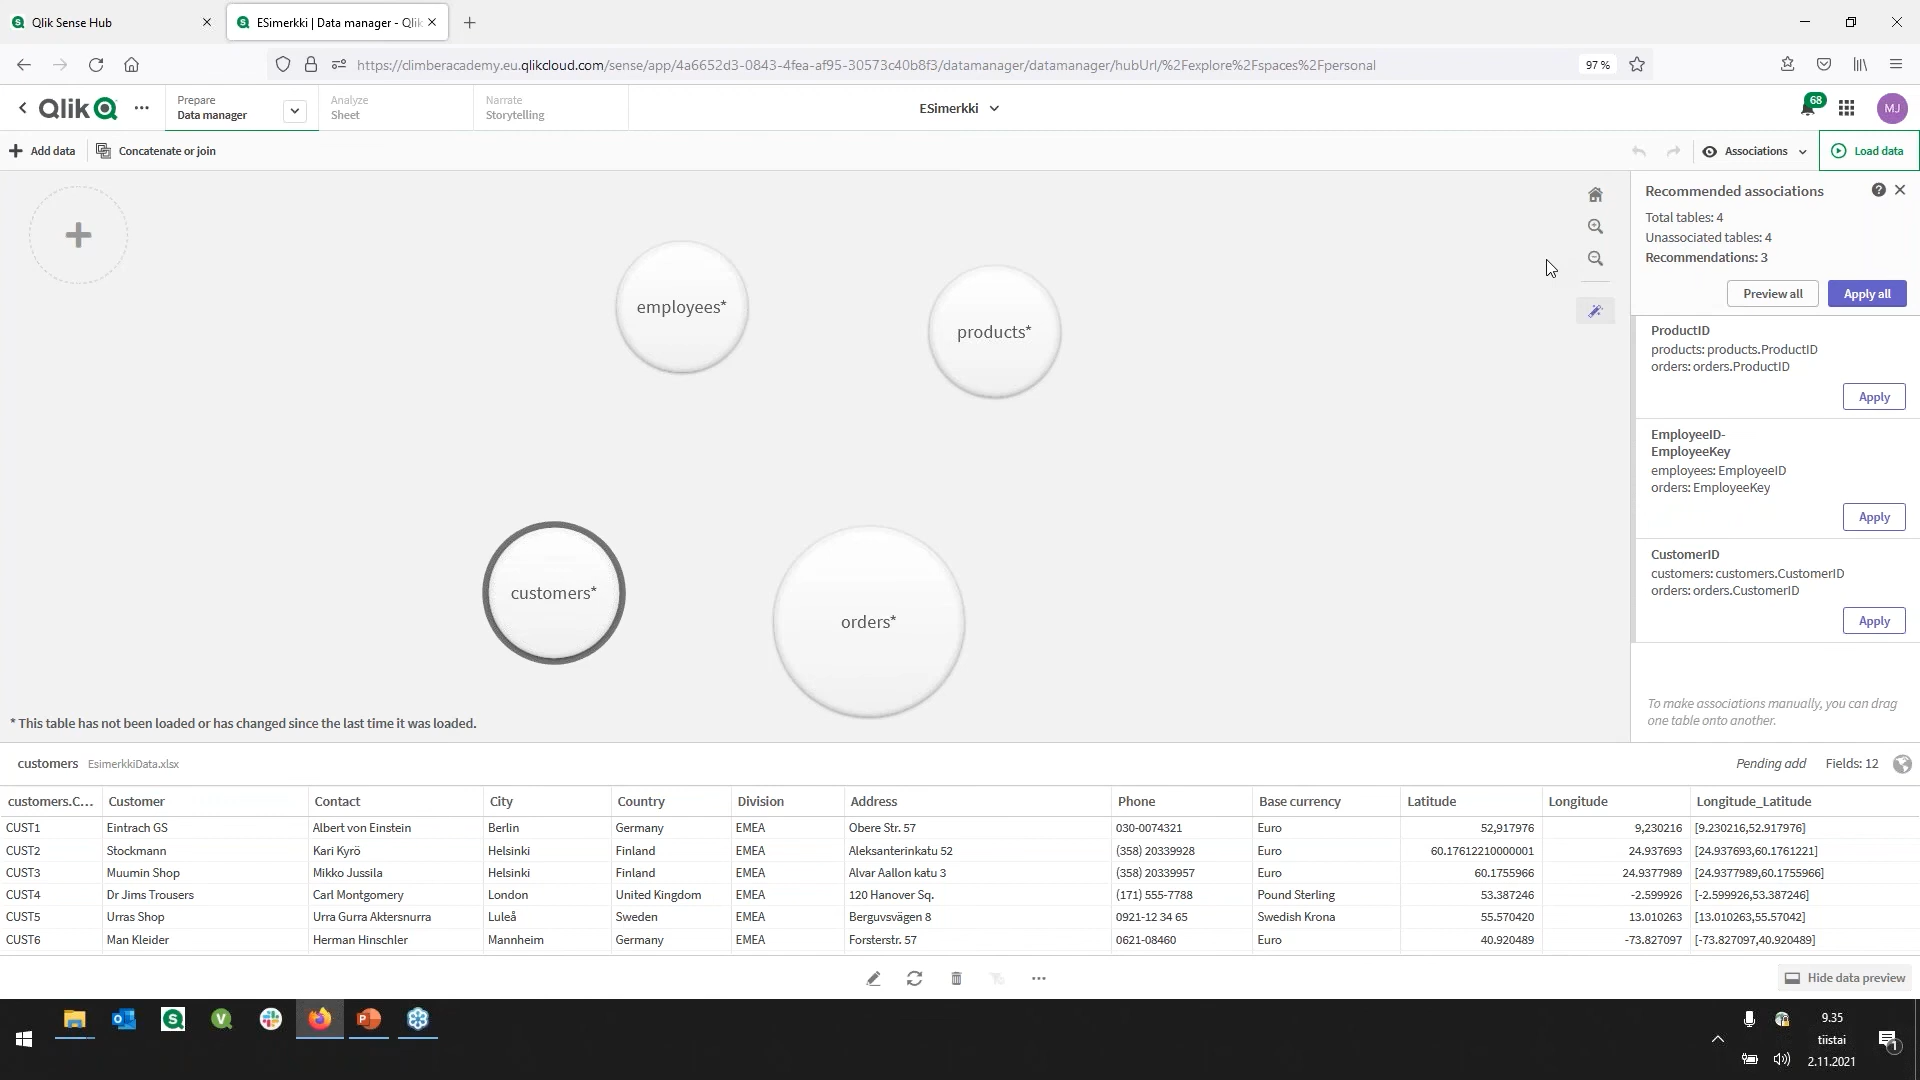 Qlik Sense Hub
ESimerkki | Data manager - Qlik
https://climberacademy.eu.qlikcloud.com/sense/app/4a6652d3-0843-4fea-af95-30573c40b8f3/datamanager/datamanager/hubUrl/%2Fexplore%2Fspaces%2Fpersonal
97 %
Qlik
Prepare
Data manager
Analyze
Sheet
Narrate
Storytelling
ESimerkki
68
MJ
Add data
Concatenate or join
Associations
Load data
employees*
products*
customers*
orders*
* This table has not been loaded or has changed since the last time it was loaded.
Recommended associations
Total tables: 4
Unassociated tables: 4
Recommendations: 3
Preview all
Apply all
ProductID
products: products.ProductID
orders: orders.ProductID
Apply
EmployeeID-
EmployeeKey
employees: EmployeeID
orders: EmployeeKey
Apply
CustomerID
customers: customers.CustomerID
orders: orders.CustomerID
Apply
To make associations manually, you can drag
one table onto another.
customers EsimerkkiData.xlsx Pending add Fields: 12
customers.C... Customer Contact City Country Division Address Phone Base currency Latitude Longitude Longitude_Latitude
CUST1 Eintrach GS Albert von Einstein Berlin Germany EMEA Obere Str. 57 030-0074321 Euro 52,917976 9,230216 [9.230216,52.917976]
CUST2 Stockmann Kari Kyrö Helsinki Finland EMEA Aleksanterinkatu 52 (358) 20339928 Euro 60.17612210000001 24.937693 [24.937693,60.1761221]
CUST3 Muumin Shop Mikko Jussila Helsinki Finland EMEA Alvar Aallon katu 3 (358) 20339957 Euro 60.1755966 24.9377989 [24.9377989,60.1755966]
CUST4 Dr Jims Trousers Carl Montgomery London United Kingdom EMEA 120 Hanover Sq. (171) 555-7788 Pound Sterling 53.387246 -2.599926 [-2.599926,53.387246]
CUST5 Urras Shop Urra Gurra Aktersnurra Luleå Sweden EMEA Berguvsvägen 8 0921-12 34 65 Swedish Krona 55.570420 13.010263 [13.010263,55.57042]
CUST6 Man Kleider Herman Hinschler Mannheim Germany EMEA Forsterstr. 57 0621-08460 Euro 40.920489 -73.827097 [-73.827097,40.920489]
Hide data preview
9.35
tiistai
2.11.2021
1